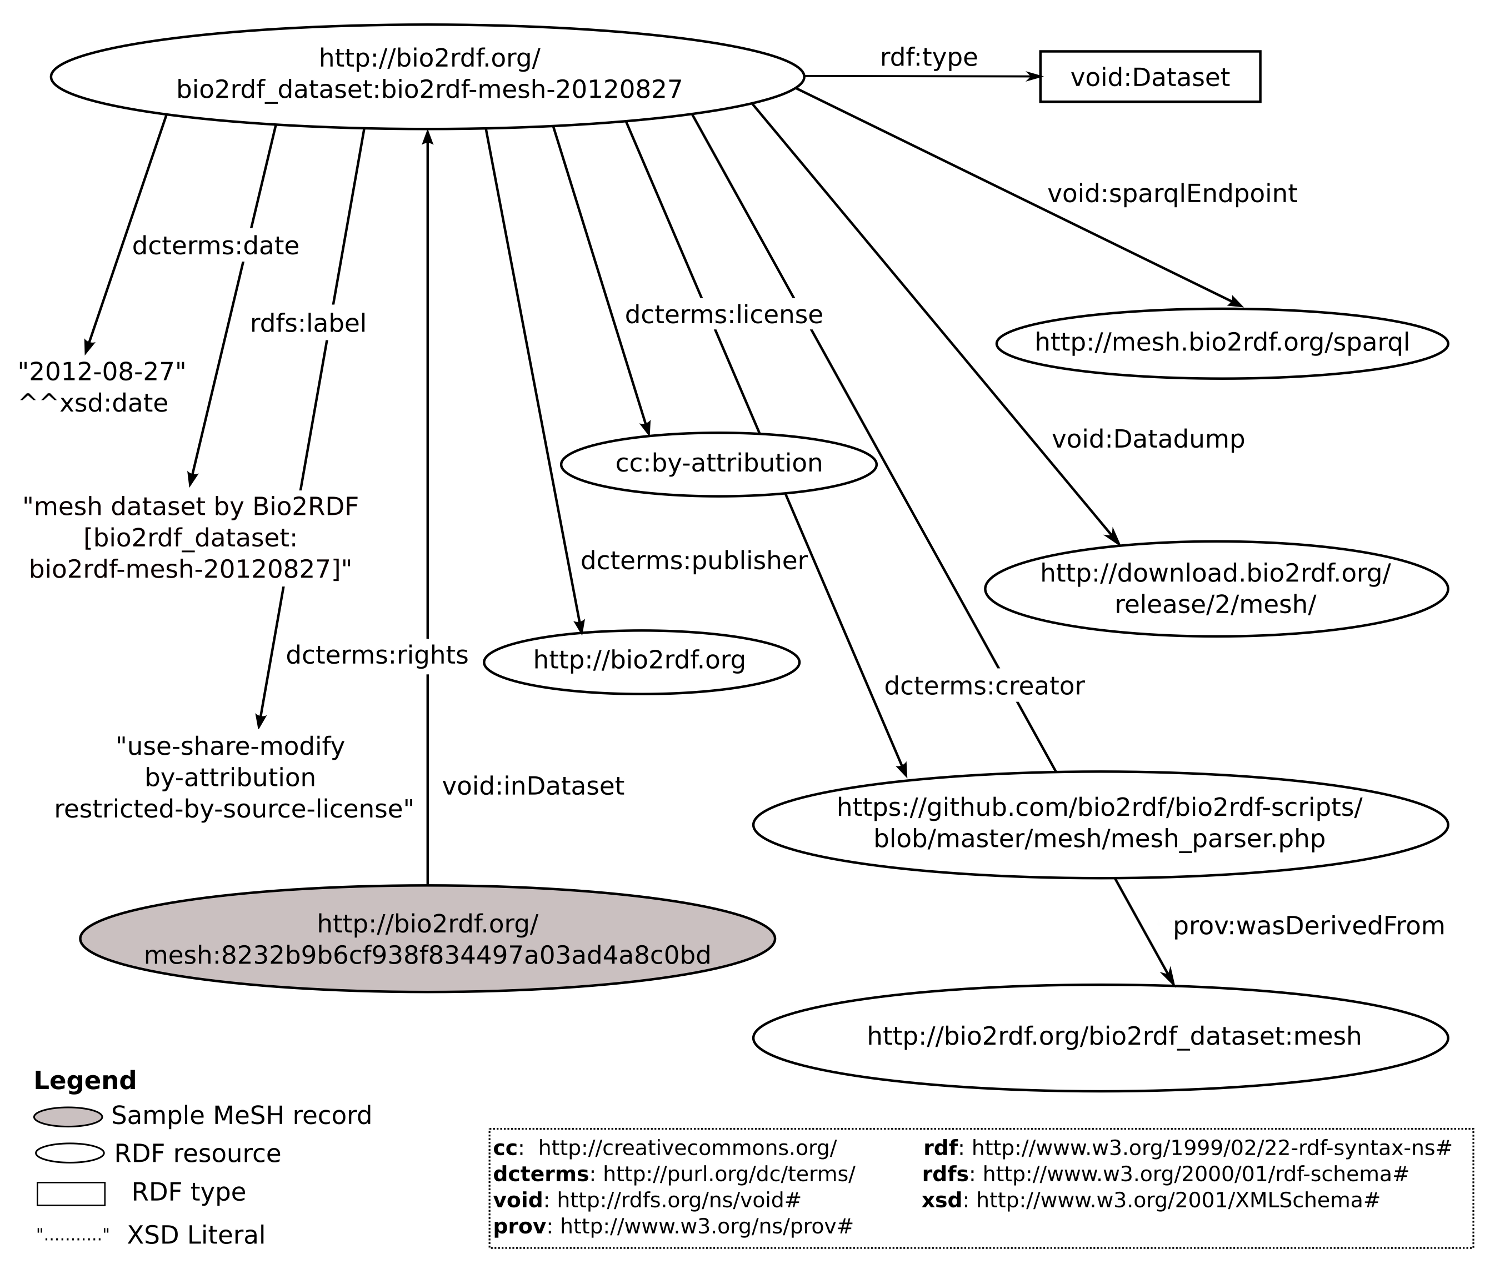 http://bio2rdf.org/
bio2rdf_dataset:bio2rdf-mesh-20120827
rdf:type
void:Dataset
void:sparqlEndpoint
dcterms:date
rdfs:label
dcterms:license
http://mesh.bio2rdf.org/sparql
"2012-08-27"
^^xsd:date
void:Datadump
cc:by-attribution
"mesh dataset by Bio2RDF
[bio2rdf_dataset:
bio2rdf-mesh-20120827]"
dcterms:publisher
http://download.bio2rdf.org/
release/2/mesh/
dcterms:rights
http://bio2rdf.org
dcterms:creator
"use-share-modify
by-attribution
restricted-by-source-license"
void:inDataset
https://github.com/bio2rdf/bio2rdf-scripts/
blob/master/mesh/mesh_parser.php
http://bio2rdf.org/
mesh:8232b9b6cf938f834497a03ad4a8c0bd
prov:wasDerivedFrom
http://bio2rdf.org/bio2rdf_dataset:mesh
Legend
Sample MeSH record
RDF resource
RDF type
"..........." XSD Literal
cc: http://creativecommons.org/
dcterms: http://purl.org/dc/terms/
void: http://rdfs.org/ns/void#
prov: http://www.w3.org/ns/prov#
rdf: http://www.w3.org/1999/02/22-rdf-syntax-ns#
rdfs: http://www.w3.org/2000/01/rdf-schema#
xsd: http://www.w3.org/2001/XMLSchema#